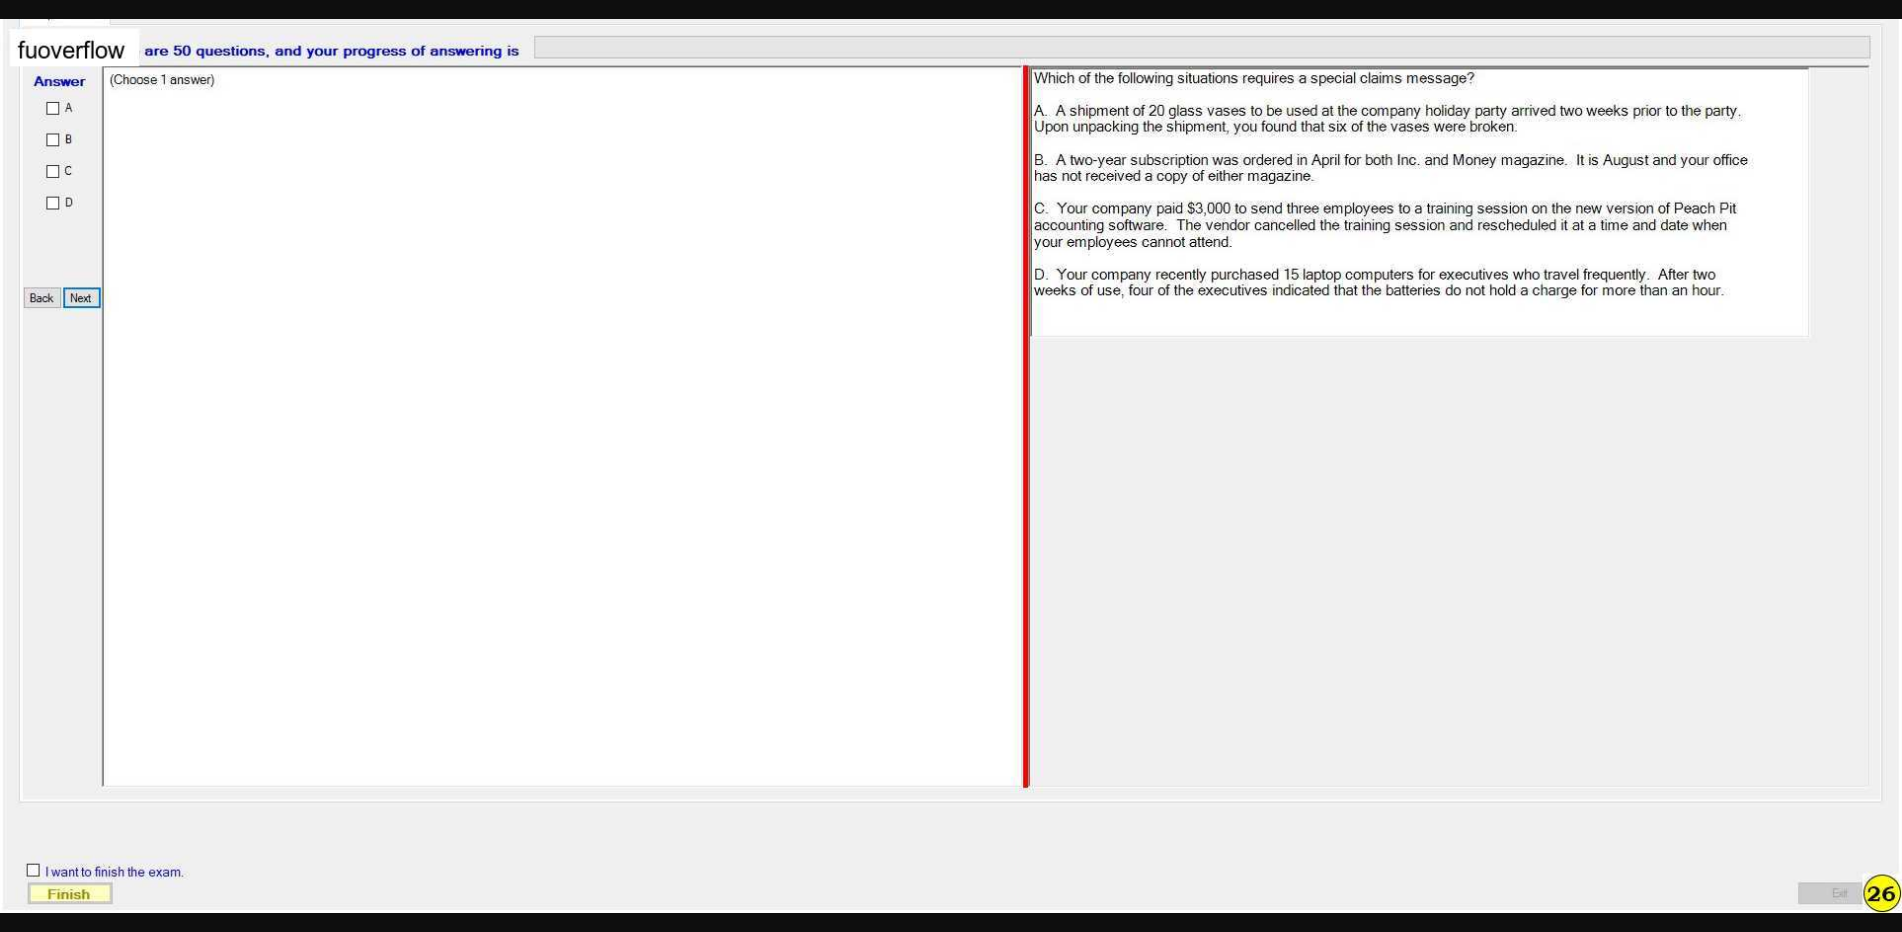 fuoverflow are 50 questions, and your progress of answering is
Answer
(Choose 1 answer)
A
B
C
D
Back Next
Which of the following situations requires a special claims message?
A. A shipment of 20 glass vases to be used at the company holiday party arrived two weeks prior to the party.
Upon unpacking the shipment, you found that six of the vases were broken.
B. A two-year subscription was ordered in April for both Inc. and Money magazine. It is August and your office
has not received a copy of either magazine.
C. Your company paid $3,000 to send three employees to a training session on the new version of Peach Pit
accounting software. The vendor cancelled the training session and rescheduled it at a time and date when
your employees cannot attend.
D. Your company recently purchased 15 laptop computers for executives who travel frequently. After two
weeks of use, four of the executives indicated that the batteries do not hold a charge for more than an hour.
I want to finish the exam.
Finish
Exit
26